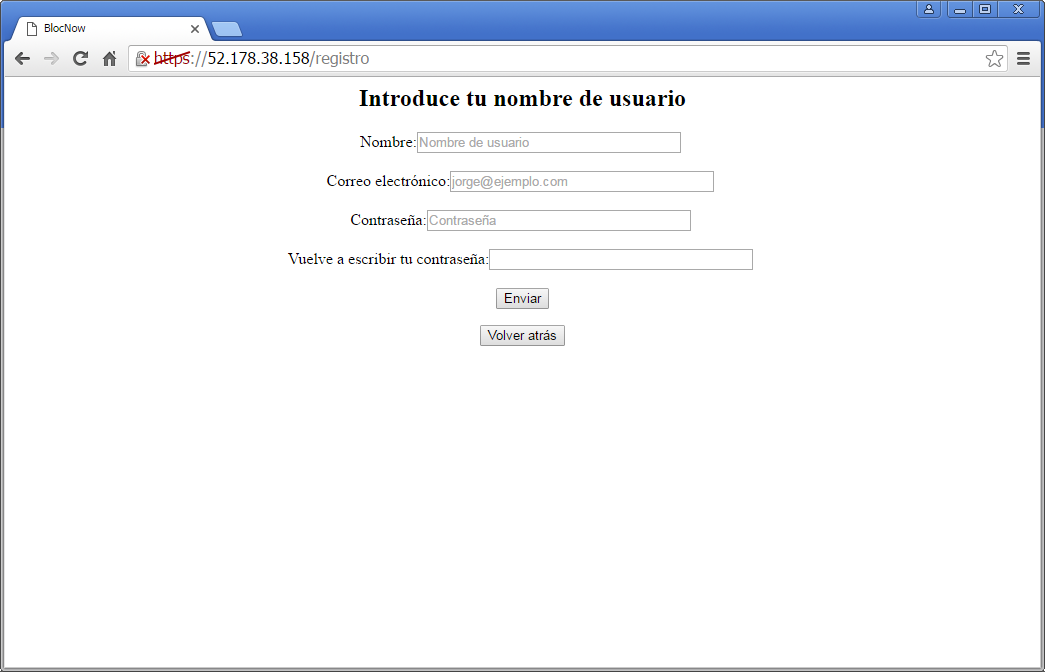 BlocNow
https://52.178.38.158/registro
Introduce tu nombre de usuario
Nombre: Nombre de usuario
Correo electrónico: jorge@ejemplo.com
Contraseña: Contraseña
Vuelve a escribir tu contraseña:
Enviar
Volver atrás